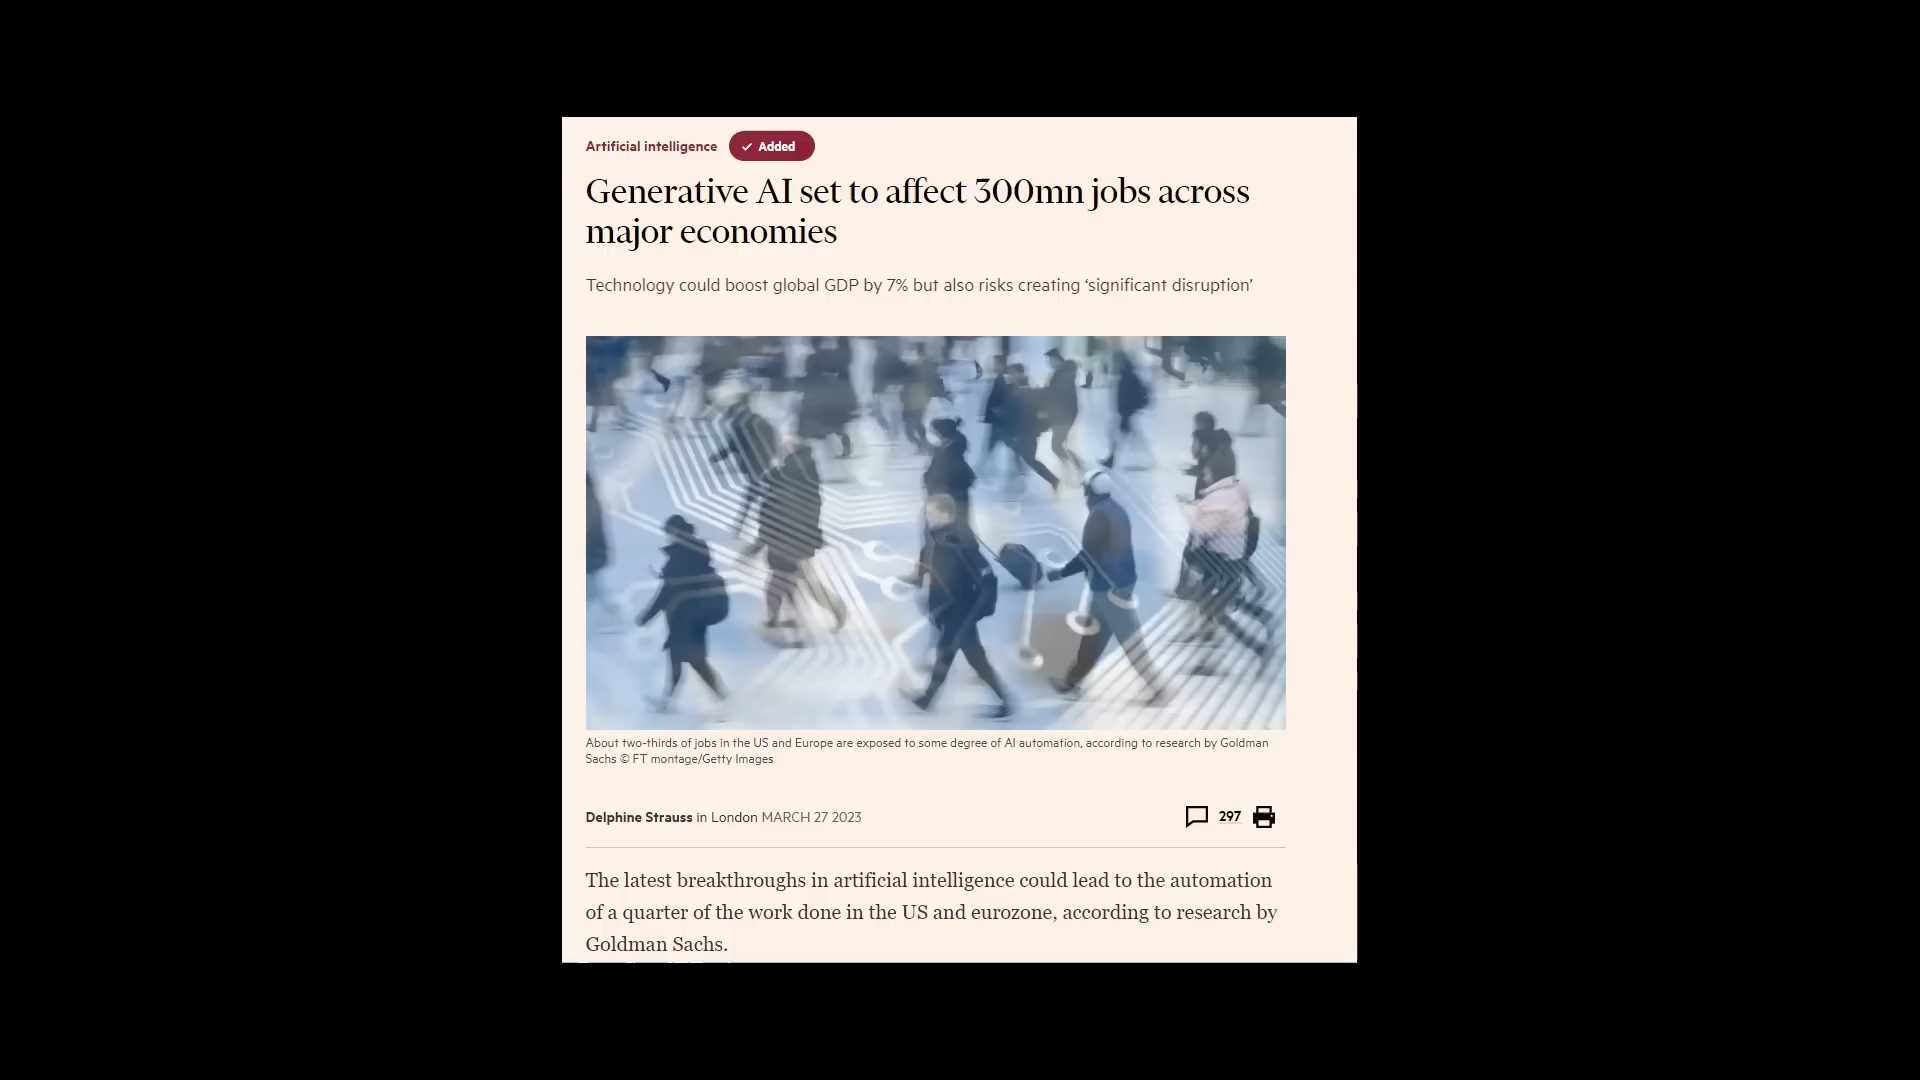 Artificial intelligence
Added
Generative AI set to affect 300mn jobs across
major economies
Technology could boost global GDP by 7% but also risks creating ‘significant disruption’
About two-thirds of jobs in the US and Europe are exposed to some degree of AI automation, according to research by Goldman
Sachs © FT montage/Getty Images
Delphine Strauss in London MARCH 27 2023
297
The latest breakthroughs in artificial intelligence could lead to the automation
of a quarter of the work done in the US and eurozone, according to research by
Goldman Sachs.